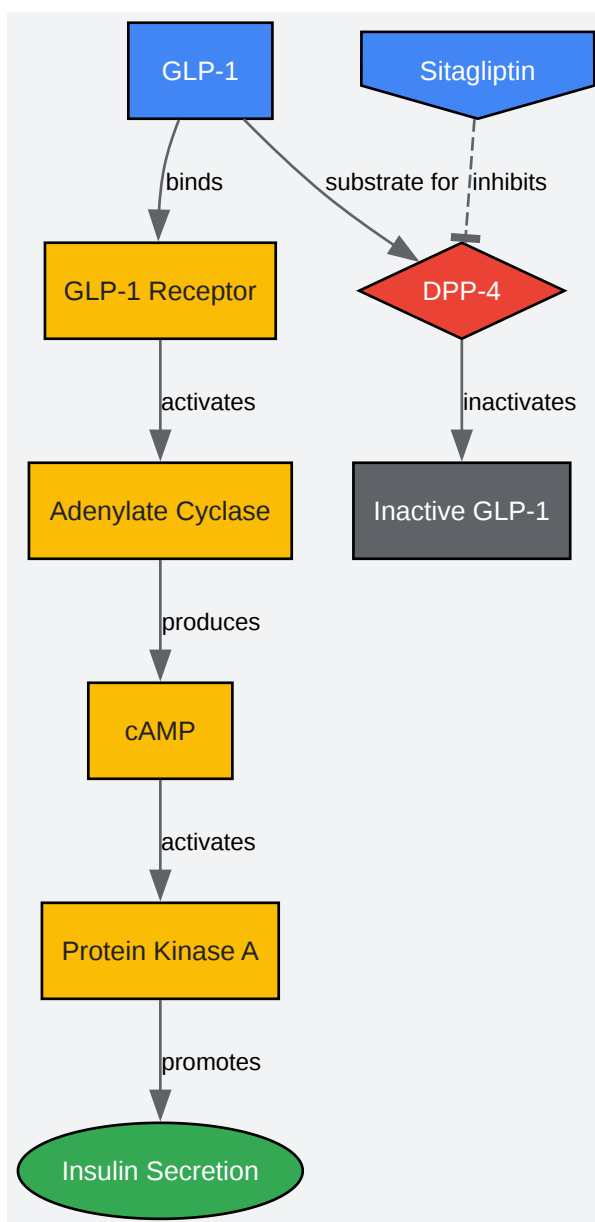 GLP-1
Sitagliptin
binds
substrate for
inhibits
GLP-1 Receptor
DPP-4
activates
inactivates
Adenylate Cyclase
Inactive GLP-1
produces
cAMP
activates
Protein Kinase A
promotes
Insulin Secretion